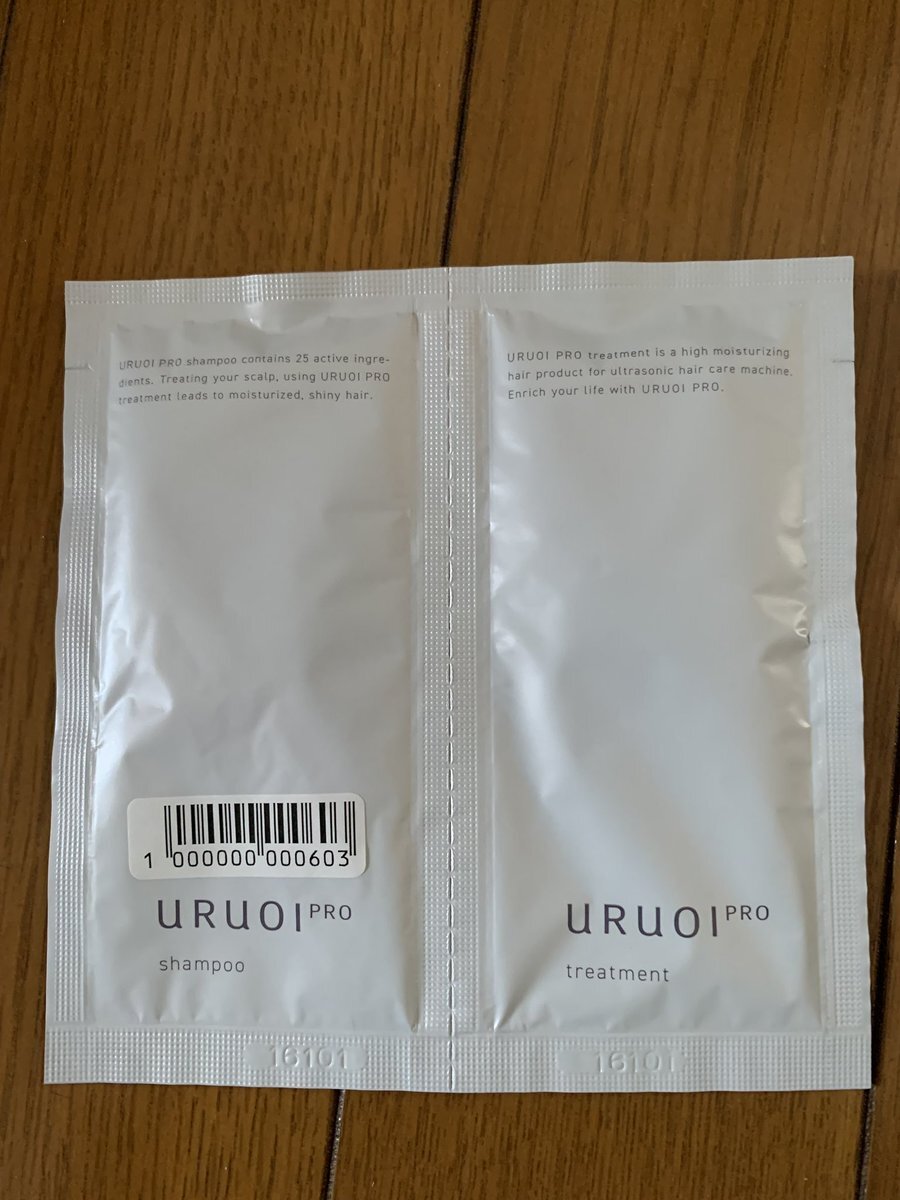 URUOI PRO shampoo contains 25 active ingre-
dients. Treating your scalp, using URUOI PRO
treatment leads to moisturized, shiny hair.
1 000000 000603
URUOI PRO
shampoo
16101
URUOI PRO treatment is a high moisturizing
hair product for ultrasonic hair care machine.
Enrich your life with URUOI PRO.
URUOI PRO
treatment
16101